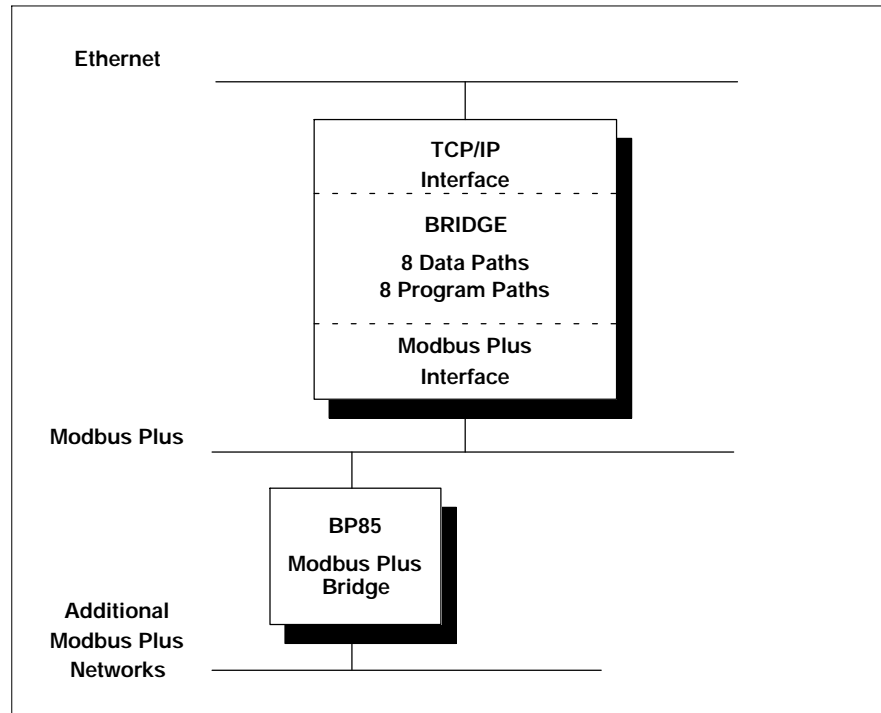 Ethernet
TCP/IP
Interface
BRIDGE
8 Data Paths
8 Program Paths
Modbus Plus
Interface
Modbus Plus
BP85
Modbus Plus
Bridge
Additional
Modbus Plus
Networks